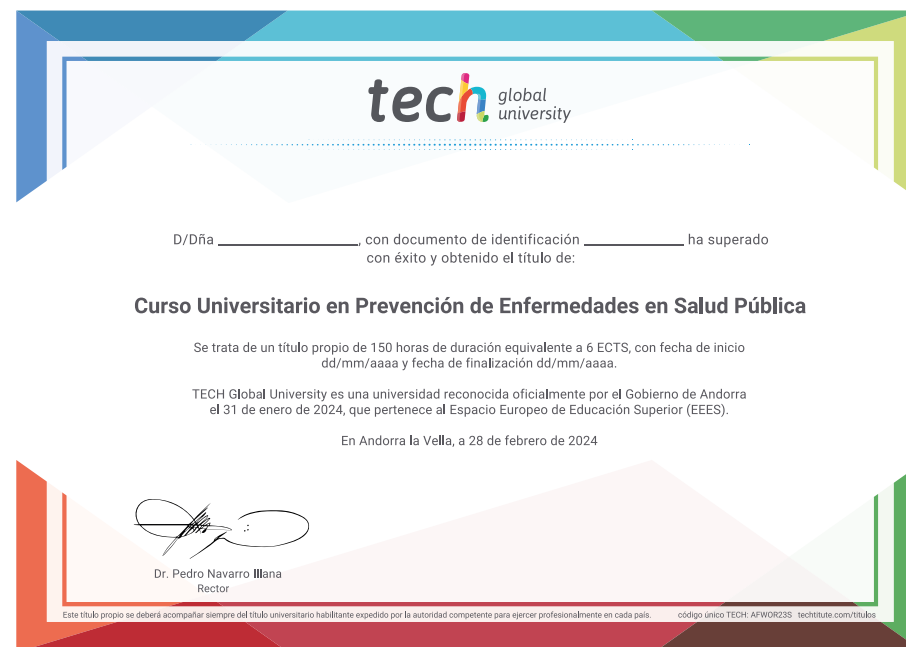 tech global university
D/Dña ____________________, con documento de identificación ______________ ha superado
con éxito y obtenido el título de:
Curso Universitario en Prevención de Enfermedades en Salud Pública
Se trata de un título propio de 150 horas de duración equivalente a 6 ECTS, con fecha de inicio
dd/mm/aaaa y fecha de finalización dd/mm/aaaa.
TECH Global University es una universidad reconocida oficialmente por el Gobierno de Andorra
el 31 de enero de 2024, que pertenece al Espacio Europeo de Educación Superior (EEES).
En Andorra la Vella, a 28 de febrero de 2024
Dr. Pedro Navarro Illana
Rector
Este título propio se deberá acompañar siempre del título universitario habilitante expedido por la autoridad competente para ejercer profesionalmente en cada país. código único TECH: AFWOR23S techtitute.com/titulos